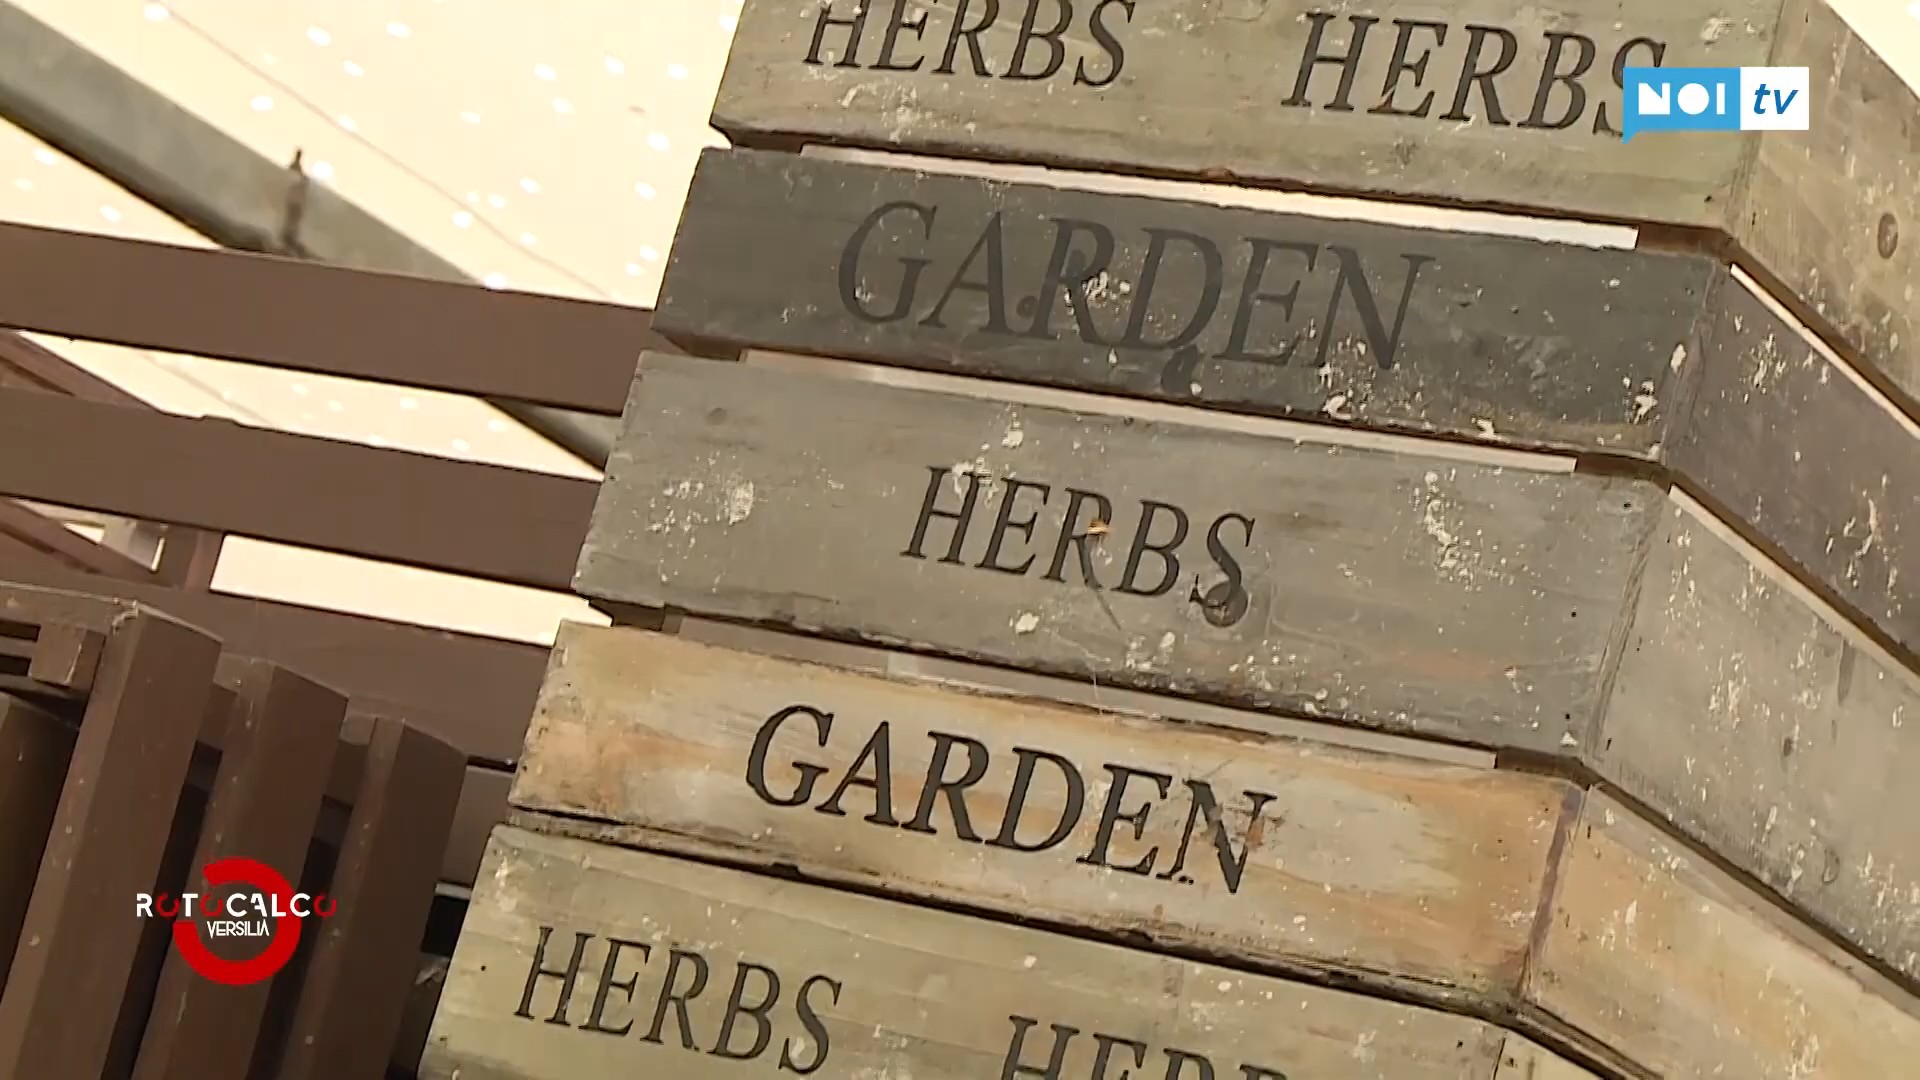 HERBS HERBS
NOI tv
GARDEN
HERBS
GARDEN
ROTOCALCO
VERSILIA
HERBS